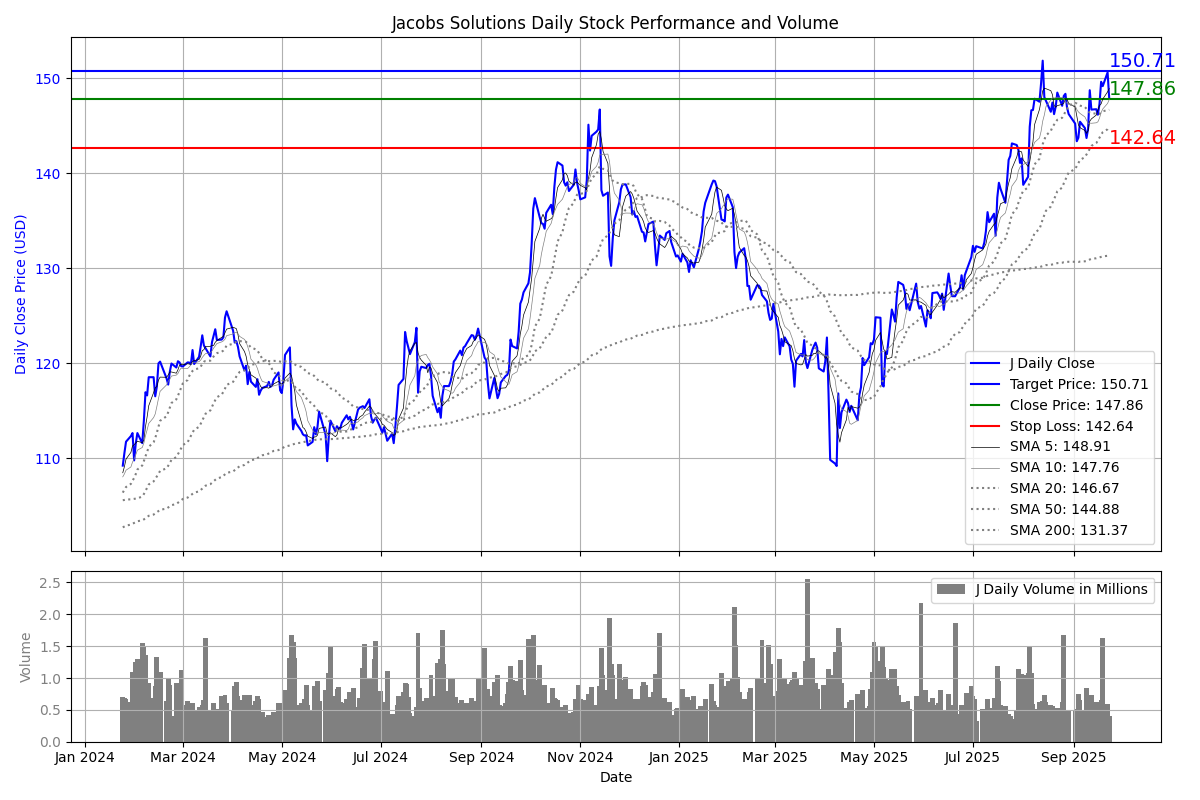 Jacobs Solutions Daily Stock Performance and Volume
Daily Close Price (USD)
150
140
130
120
110
150.71
147.86
142.64
J Daily Close
Target Price: 150.71
Close Price: 147.86
Stop Loss: 142.64
SMA 5: 148.91
SMA 10: 147.76
SMA 20: 146.67
SMA 50: 144.88
SMA 200: 131.37
Volume
2.5
2.0
1.5
1.0
0.5
0.0
J Daily Volume in Millions
Jan 2024 Mar 2024 May 2024 Jul 2024 Sep 2024 Nov 2024 Jan 2025 Mar 2025 May 2025 Jul 2025 Sep 2025
Date